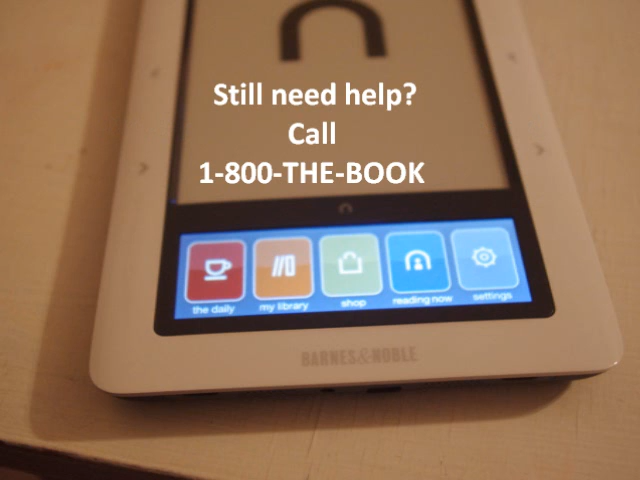 Still need help?
Call
1-800-THE-BOOK
the daily
my library
shop
reading now
settings
BARNES&NOBLE